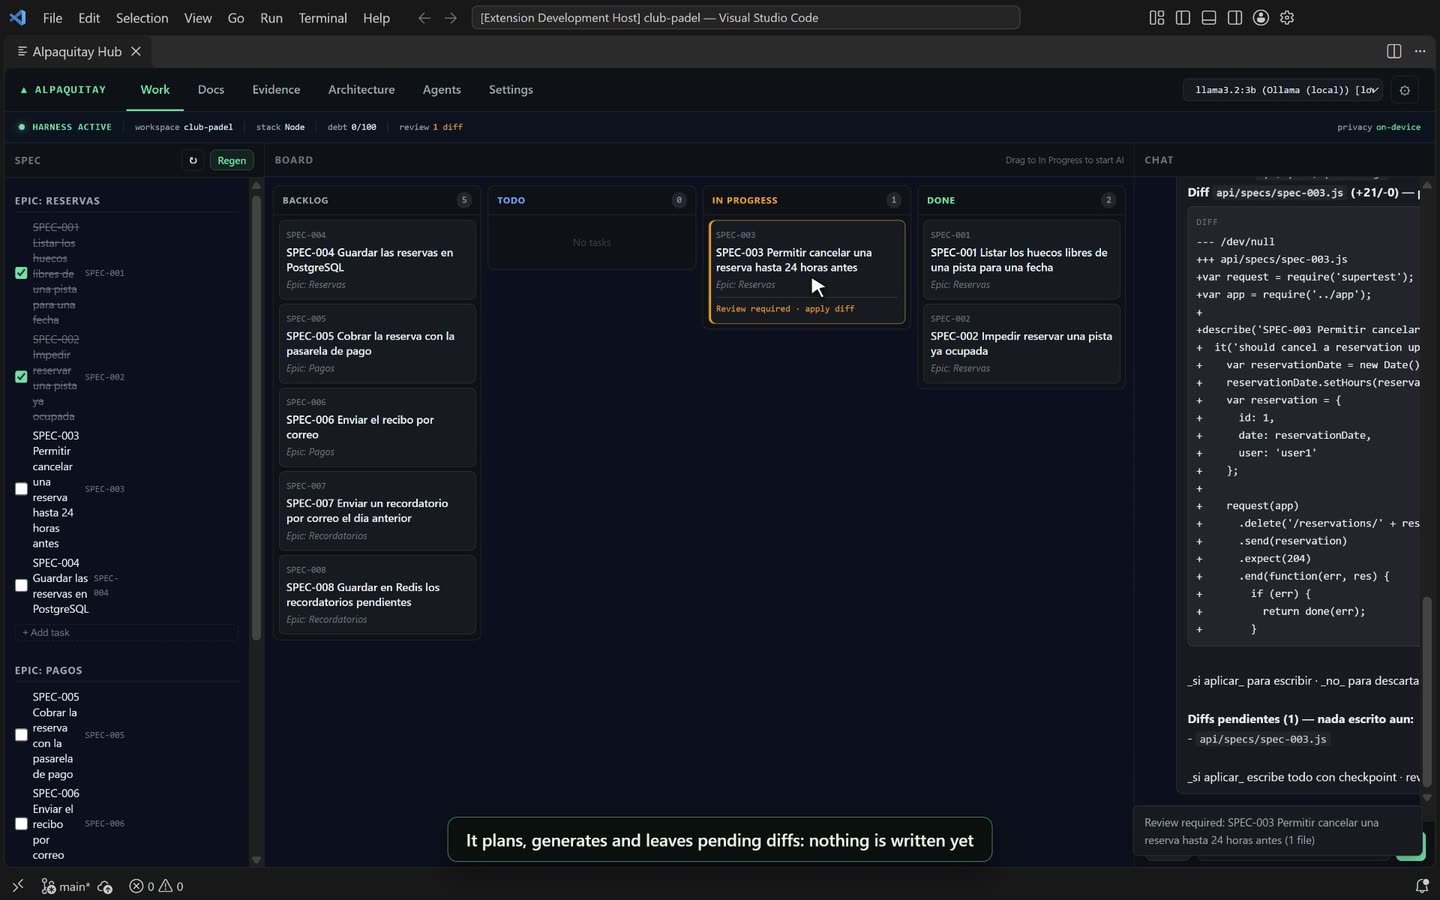 File Edit Selection View Go Run Terminal Help
[Extension Development Host] club-padel — Visual Studio Code
Alpaquitay Hub
ALPAQUITAY
Work Docs Evidence Architecture Agents Settings
llama3.2:3b (Ollama (local))
HARNESS ACTIVE workspace club-padel stack Node debt 0/100 review 1 diff
privacy on-device
SPEC
Regen
EPIC: RESERVAS
SPEC-001
Listar los
huecos
libres de
una pista
para una
fecha
SPEC-001
SPEC-002
Impedir
reservar
una pista
ya
ocupada
SPEC-002
SPEC-003
Permitir
cancelar
una
reserva
hasta 24
horas
antes
SPEC-003
SPEC-004
Guardar las
reservas en
PostgreSQL
SPEC-
004
+ Add task
EPIC: PAGOS
SPEC-005
Cobrar la
reserva
con la
pasarela
de pago
SPEC-005
SPEC-006
Enviar el
recibo
por
correo
SPEC-006
BOARD
Drag to In Progress to start AI
BACKLOG 5
SPEC-004
SPEC-004 Guardar las reservas en
PostgreSQL
Epic: Reservas
SPEC-005
SPEC-005 Cobrar la reserva con la
pasarela de pago
Epic: Pagos
SPEC-006
SPEC-006 Enviar el recibo por
correo
Epic: Pagos
SPEC-007
SPEC-007 Enviar un recordatorio
por correo el día anterior
Epic: Recordatorios
SPEC-008
SPEC-008 Guardar en Redis los
recordatorios pendientes
Epic: Recordatorios
TODO 0
No tasks
IN PROGRESS 1
SPEC-003
SPEC-003 Permitir cancelar una
reserva hasta 24 horas antes
Epic: Reservas
Review required · apply diff
DONE 2
SPEC-001
SPEC-001 Listar los huecos libres de
una pista para una fecha
Epic: Reservas
SPEC-002
SPEC-002 Impedir reservar una pista
ya ocupada
Epic: Reservas
CHAT
Diff api/specs/spec-003.js (+21/-0) —
DIFF
--- /dev/null
+++ api/specs/spec-003.js
+var request = require('supertest');
+var app = require('../app');
+
+describe('SPEC-003 Permitir cancelar
+  it('should cancel a reservation up
+    var reservationDate = new Date()
+    reservationDate.setHours(reserva
+    var reservation = {
+      id: 1,
+      date: reservationDate,
+      user: 'user1'
+    };
+
+    request(app)
+      .delete('/reservations/' + res
+      .send(reservation)
+      .expect(204)
+      .end(function(err, res) {
+        if (err) {
+          return done(err);
+        }
_si aplicar_ para escribir · _no_ para descarta
Diffs pendientes (1) — nada escrito aun:
- api/specs/spec-003.js
_si aplicar_ escribe todo con checkpoint · rev
Review required: SPEC-003 Permitir cancelar una
reserva hasta 24 horas antes (1 file)
It plans, generates and leaves pending diffs: nothing is written yet
main* 0 0